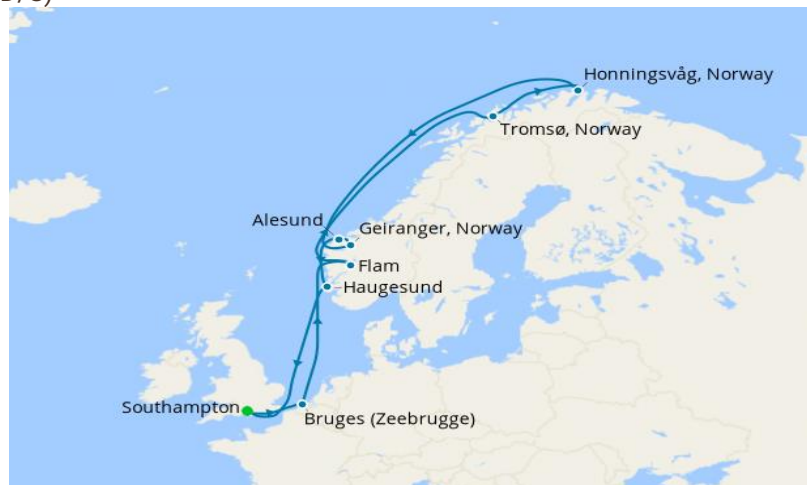 Honningsvåg, Norway
Tromsø, Norway
Alesund
Geiranger, Norway
Flam
Haugesund
Southampton
Bruges (Zeebrugge)